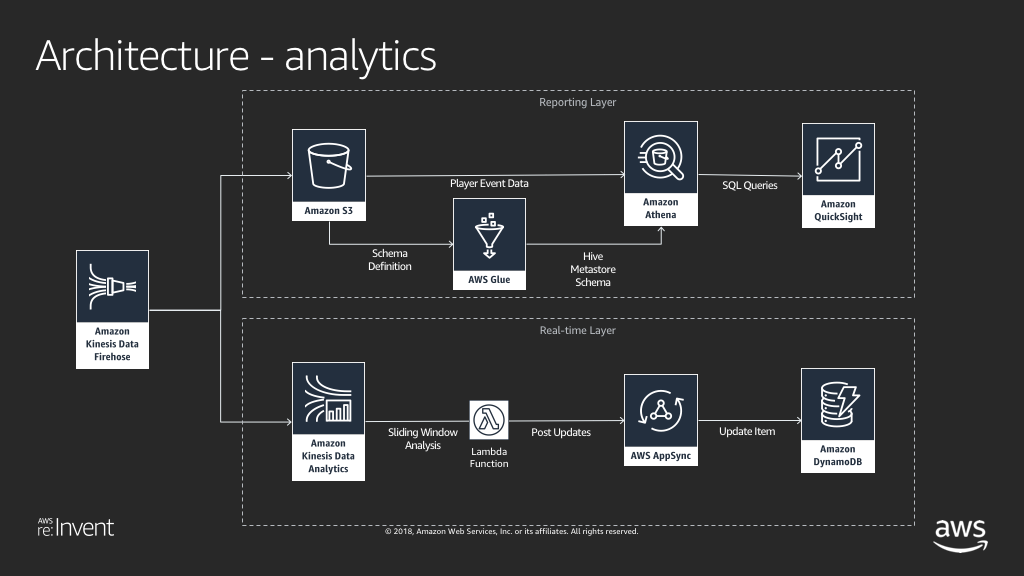 Architecture - analytics
Reporting Layer
Amazon S3
Player Event Data
Amazon
Athena
SQL Queries
Amazon
QuickSight
Schema
Definition
AWS Glue
Hive
Metastore
Schema
Amazon
Kinesis Data
Firehose
Real-time Layer
Amazon
Kinesis Data
Analytics
Sliding Window
Analysis
Lambda
Function
Post Updates
AWS AppSync
Update Item
Amazon
DynamoDB
AWS
re:Invent
© 2018, Amazon Web Services, Inc. or its affiliates. All rights reserved.
aws